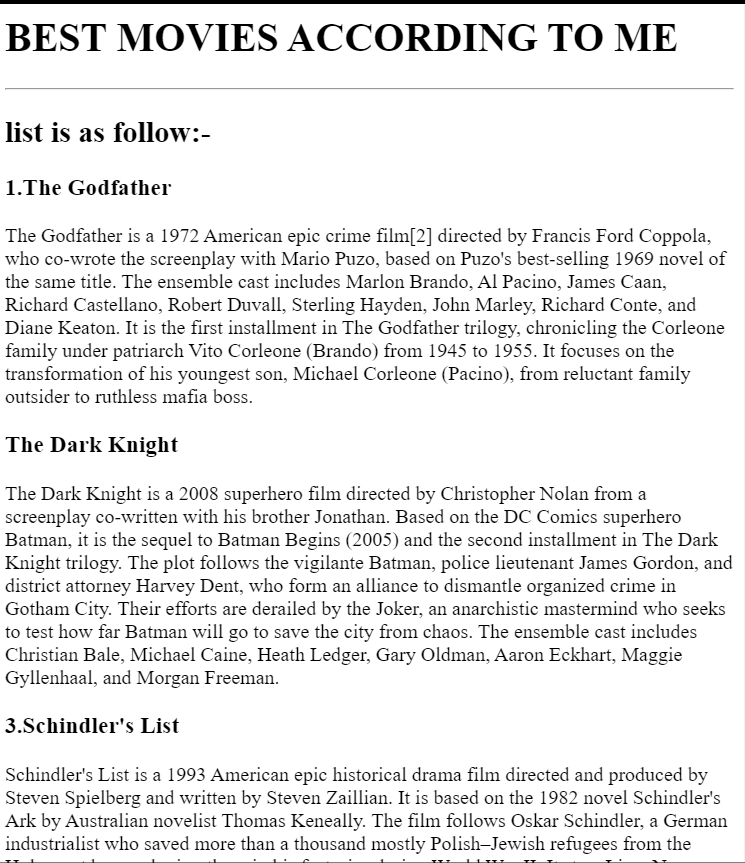 BEST MOVIES ACCORDING TO ME
list is as follow:-
1.The Godfather
The Godfather is a 1972 American epic crime film[2] directed by Francis Ford Coppola,
who co-wrote the screenplay with Mario Puzo, based on Puzo's best-selling 1969 novel of
the same title. The ensemble cast includes Marlon Brando, Al Pacino, James Caan,
Richard Castellano, Robert Duvall, Sterling Hayden, John Marley, Richard Conte, and
Diane Keaton. It is the first installment in The Godfather trilogy, chronicling the Corleone
family under patriarch Vito Corleone (Brando) from 1945 to 1955. It focuses on the
transformation of his youngest son, Michael Corleone (Pacino), from reluctant family
outsider to ruthless mafia boss.
The Dark Knight
The Dark Knight is a 2008 superhero film directed by Christopher Nolan from a
screenplay co-written with his brother Jonathan. Based on the DC Comics superhero
Batman, it is the sequel to Batman Begins (2005) and the second installment in The Dark
Knight trilogy. The plot follows the vigilante Batman, police lieutenant James Gordon, and
district attorney Harvey Dent, who form an alliance to dismantle organized crime in
Gotham City. Their efforts are derailed by the Joker, an anarchistic mastermind who seeks
to test how far Batman will go to save the city from chaos. The ensemble cast includes
Christian Bale, Michael Caine, Heath Ledger, Gary Oldman, Aaron Eckhart, Maggie
Gyllenhaal, and Morgan Freeman.
3.Schindler's List
Schindler's List is a 1993 American epic historical drama film directed and produced by
Steven Spielberg and written by Steven Zaillian. It is based on the 1982 novel Schindler's
Ark by Australian novelist Thomas Keneally. The film follows Oskar Schindler, a German
industrialist who saved more than a thousand mostly Polish–Jewish refugees from the